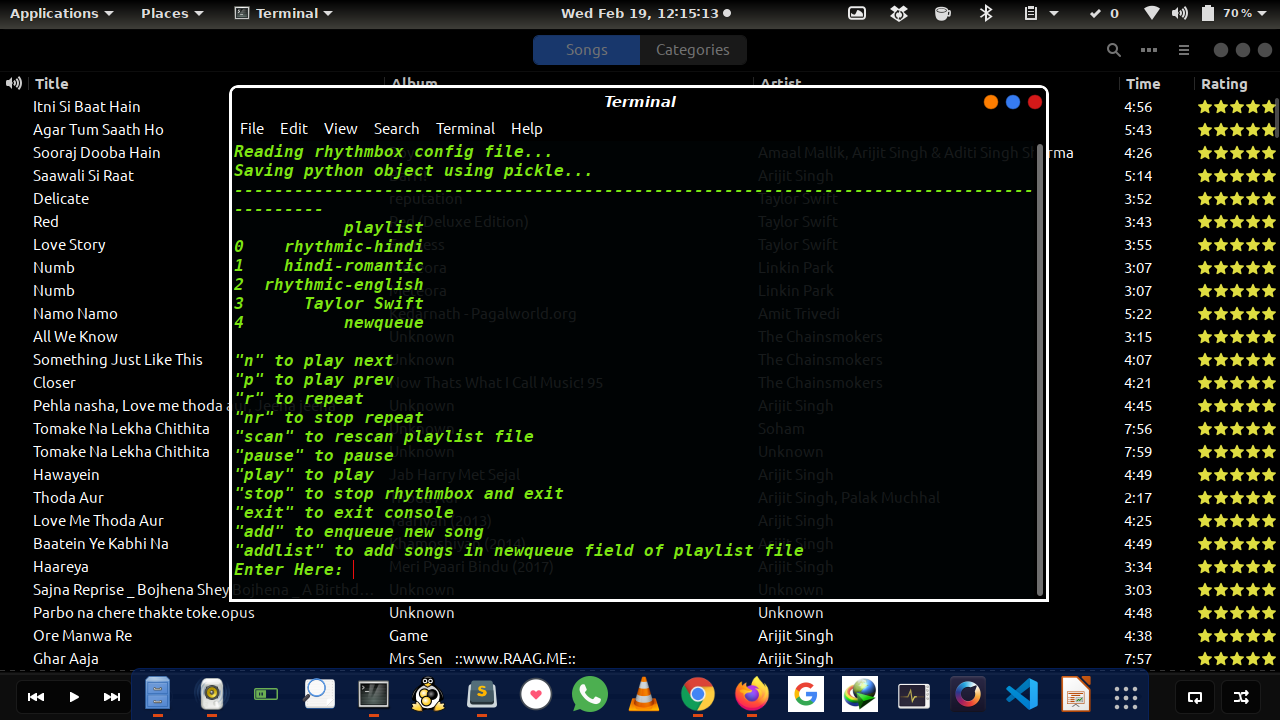 Applications Places Terminal Wed Feb 19, 12:15:13 0 70 %
Songs Categories
Title Album Artist Time Rating
Terminal
File Edit View Search Terminal Help
Reading rhythmbox config file...
Saving python object using pickle...
--------------------------------------------------------------------------------
---------
playlist
0 rhythmic-hindi
1 hindi-romantic
2 rhythmic-english
3 Taylor Swift
4 newqueue
"n" to play next
"p" to play prev
"r" to repeat
"nr" to stop repeat
"scan" to rescan playlist file
"pause" to pause
"play" to play
"stop" to stop rhythmbox and exit
"exit" to exit console
"add" to enqueue new song
"addlist" to add songs in newqueue field of playlist file
Enter Here:
Itni Si Baat Hain 4:56
Agar Tum Saath Ho 5:43
Sooraj Dooba Hain Amaal Mallik, Arijit Singh & Aditi Singh Sharma 4:26
Saawali Si Raat Arijit Singh 5:14
Delicate reputation Taylor Swift 3:52
Red (Deluxe Edition) Taylor Swift 3:43
Love Story Taylor Swift 3:55
Numb Linkin Park 3:07
Numb Linkin Park 3:07
Namo Namo Kedarnath - Pagalworld.org Amit Trivedi 5:22
All We Know Unknown The Chainsmokers 3:15
Something Just Like This Unknown The Chainsmokers 4:07
Closer Now Thats What I Call Music! 95 The Chainsmokers 4:21
Pehla nasha, Love me thoda aur, Jeena jeena Unknown Arijit Singh 4:45
Tomake Na Lekha Chithita Soham 7:56
Tomake Na Lekha Chithita Unknown Unknown 7:59
Hawayein Jab Harry Met Sejal Arijit Singh 4:49
Thoda Aur Arijit Singh, Palak Muchhal 2:17
Love Me Thoda Aur Yaariyan (2013) Arijit Singh 4:25
Baatein Ye Kabhi Na Khamoshiyan (2014) Arijit Singh 4:49
Haareya Meri Pyaari Bindu (2017) Arijit Singh 3:34
Sajna Reprise _ Bojhena Shey Bojhena _ A Birthd... Unknown Unknown 3:03
Parbo na chere thakte toke.opus Unknown Unknown 4:48
Ore Manwa Re Game Arijit Singh 4:38
Ghar Aaja Mrs Sen ::www.RAAG.ME:: Arijit Singh 7:57